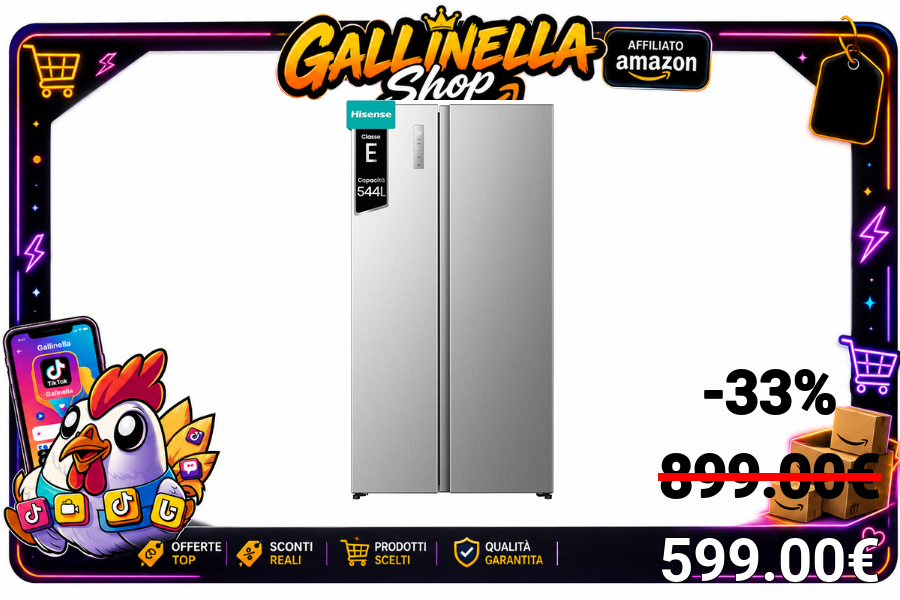 GALLINELLA
Shop
AFFILIATO
amazon
Hisense
Classe
E
Capacità
544L
Gallinella
TikTok
Gallinella
-33%
899.00€
599.00€
OFFERTE
TOP
SCONTI
REALI
PRODOTTI
SCELTI
QUALITÀ
GARANTITA